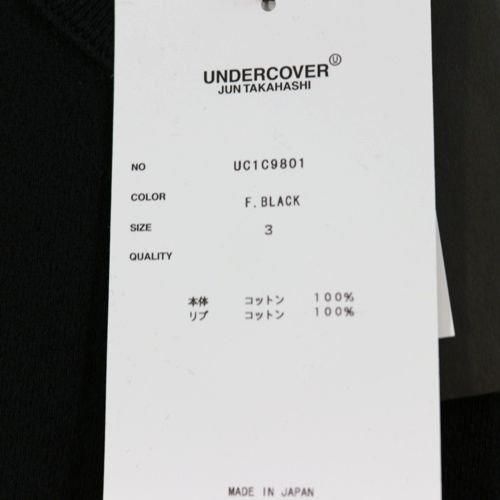 UNDERCOVER Ⓤ
JUN TAKAHASHI
NO UC1C9801
COLOR F.BLACK
SIZE 3
QUALITY
本体 コットン 100%
リブ コットン 100%
MADE IN JAPAN